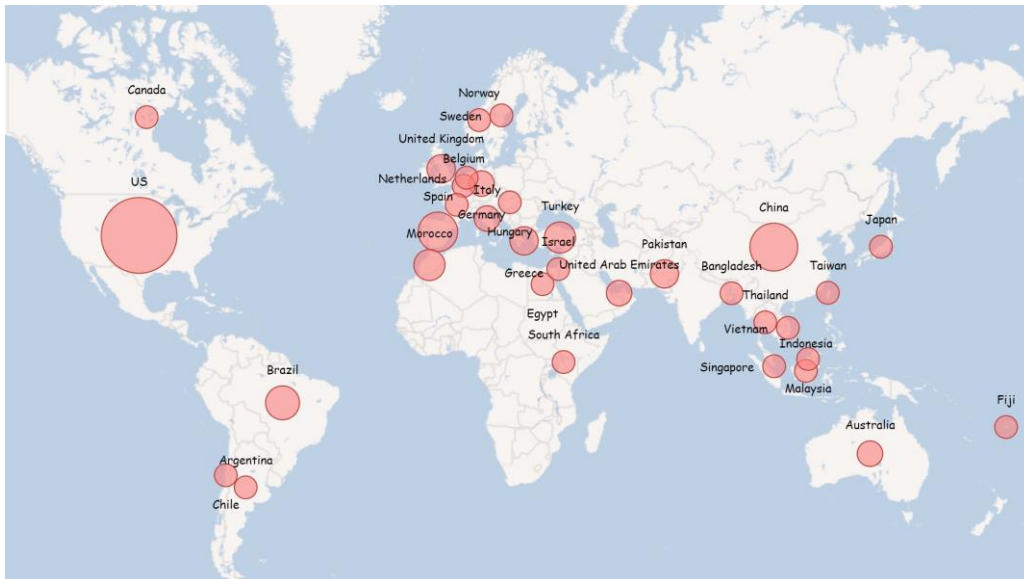 Canada
Norway
Sweden
United Kingdom
Belgium
Netherlands
Italy
US
Spain
Turkey
China
Germany
Japan
Morocco
Hungary
Israel
Pakistan
United Arab Emirates
Bangladesh
Taiwan
Greece
Thailand
Egypt
Vietnam
South Africa
Indonesia
Singapore
Brazil
Malaysia
Fiji
Australia
Argentina
Chile